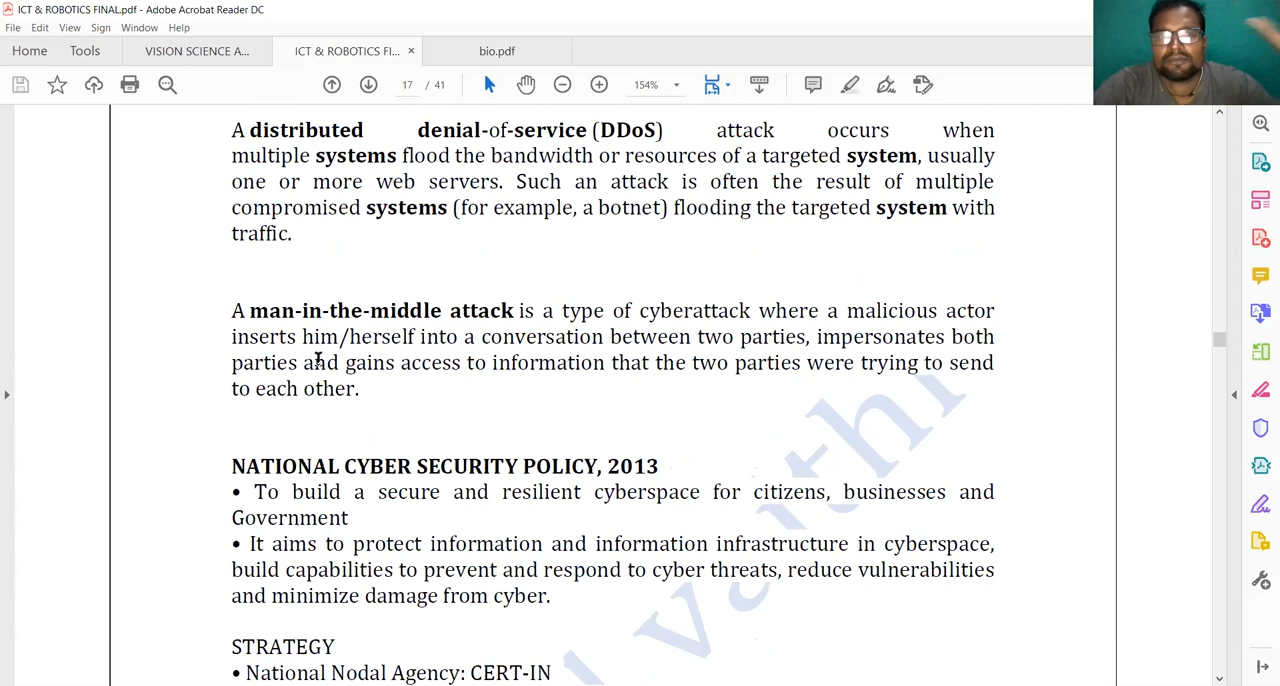 ICT & ROBOTICS FINAL.pdf - Adobe Acrobat Reader DC
File Edit View Sign Window Help
Home Tools VISION SCIENCE A... ICT & ROBOTICS FI... × bio.pdf
17 / 41 154%
A distributed denial-of-service (DDoS) attack occurs when
multiple systems flood the bandwidth or resources of a targeted system, usually
one or more web servers. Such an attack is often the result of multiple
compromised systems (for example, a botnet) flooding the targeted system with
traffic.
A man-in-the-middle attack is a type of cyberattack where a malicious actor
inserts him/herself into a conversation between two parties, impersonates both
parties and gains access to information that the two parties were trying to send
to each other.
NATIONAL CYBER SECURITY POLICY, 2013
• To build a secure and resilient cyberspace for citizens, businesses and
Government
• It aims to protect information and information infrastructure in cyberspace,
build capabilities to prevent and respond to cyber threats, reduce vulnerabilities
and minimize damage from cyber.
STRATEGY
• National Nodal Agency: CERT-IN